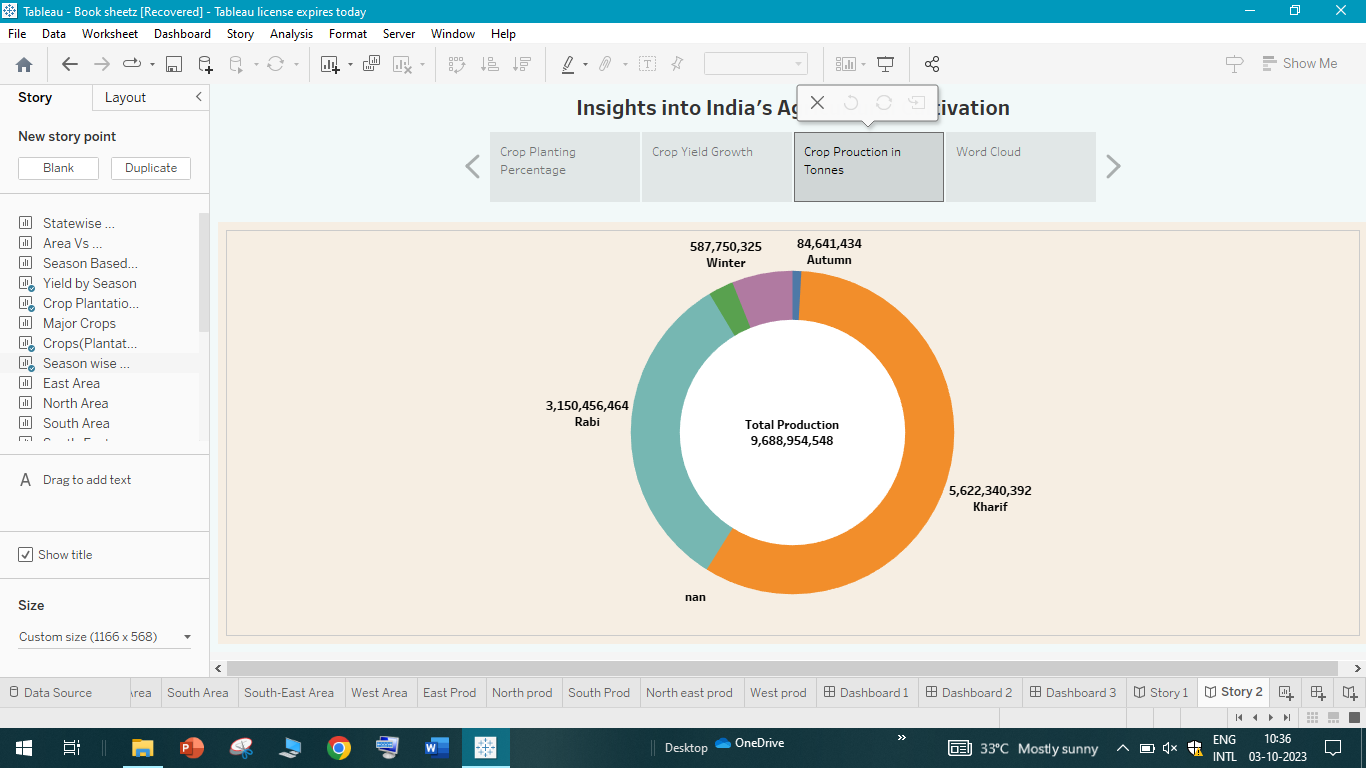 Tableau - Book sheetz [Recovered] - Tableau license expires today
File Data Worksheet Dashboard Story Analysis Format Server Window Help
Show Me
Story Layout
New story point
Blank Duplicate
Statewise ...
Area Vs ...
Season Based...
Yield by Season
Crop Plantatio...
Major Crops
Crops(Plantat...
Season wise ...
East Area
North Area
South Area
A Drag to add text
Show title
Size
Custom size (1166 x 568)
Insights into India's Ag
ivation
Crop Planting
Percentage
Crop Yield Growth
Crop Prouction in
Tonnes
Word Cloud
587,750,325
Winter
84,641,434
Autumn
3,150,456,464
Rabi
Total Production
9,688,954,548
5,622,340,392
Kharif
nan
Data Source rea South Area South-East Area West Area East Prod North prod South Prod North east prod West prod Dashboard 1 Dashboard 2 Dashboard 3 Story 1 Story 2
Desktop OneDrive
33°C Mostly sunny
ENG
INTL
10:36
03-10-2023